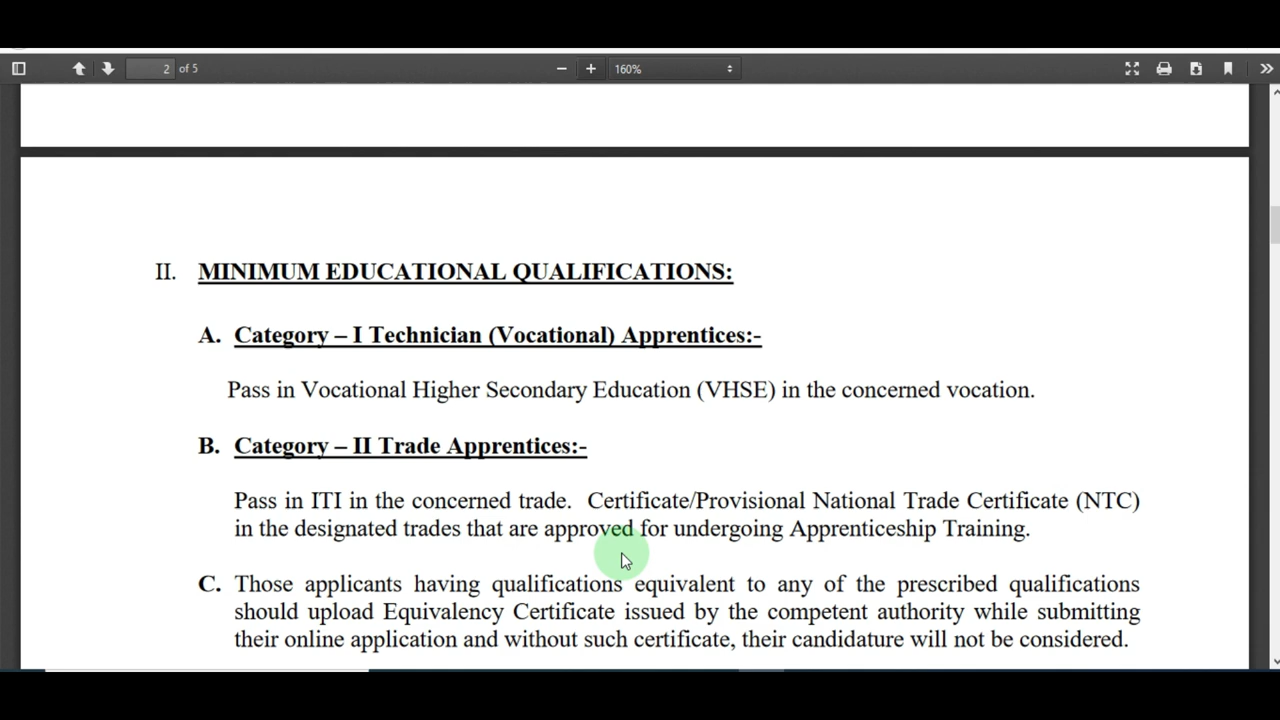 2 of 5
160%
II. MINIMUM EDUCATIONAL QUALIFICATIONS:
A. Category – I Technician (Vocational) Apprentices:-
Pass in Vocational Higher Secondary Education (VHSE) in the concerned vocation.
B. Category – II Trade Apprentices:-
Pass in ITI in the concerned trade. Certificate/Provisional National Trade Certificate (NTC)
in the designated trades that are approved for undergoing Apprenticeship Training.
C. Those applicants having qualifications equivalent to any of the prescribed qualifications
should upload Equivalency Certificate issued by the competent authority while submitting
their online application and without such certificate, their candidature will not be considered.